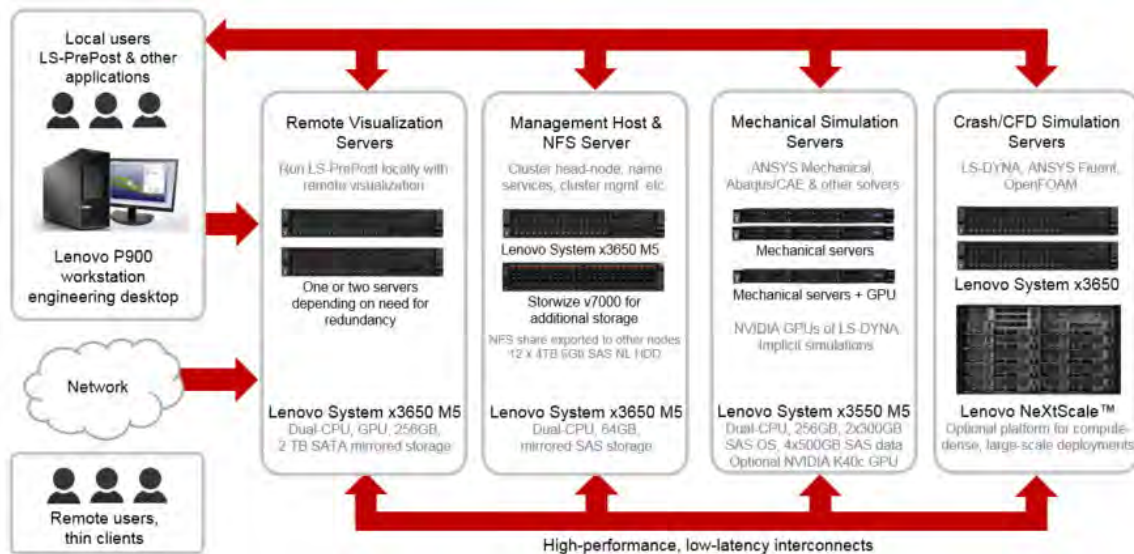 Local users
LS-PrePost & other
applications
Lenovo P900
workstation
engineering desktop
Network
Remote users,
thin clients
Remote Visualization
Servers
Run LS-PrePost locally with
remote visualization
One or two servers
depending on need for
redundancy
Lenovo System x3650 M5
Dual-CPU, GPU, 256GB,
2 TB SATA mirrored storage
Management Host &
NFS Server
Cluster head-node, name
services, cluster mgmt. etc.
Lenovo System x3650 M5
Storwize v7000 for
additional storage
NFS share exported to other nodes
12 x 4TB 6Gb SAS NL HDD
Lenovo System x3650 M5
Dual-CPU, 64GB,
mirrored SAS storage
Mechanical Simulation
Servers
ANSYS Mechanical,
Abaqus/CAE & other solvers
Mechanical servers
Mechanical servers + GPU
NVIDIA GPUs of LS-DYNA
Implicit simulations
Lenovo System x3550 M5
Dual-CPU, 256GB, 2x300GB
SAS OS, 4x500GB SAS data
Optional NVIDIA K40c GPU
Crash/CFD Simulation
Servers
LS-DYNA, ANSYS Fluent,
OpenFOAM
Lenovo System x3650
Lenovo NeXtScale™
Optional platform for compute-
dense, large-scale deployments
High-performance, low-latency interconnects